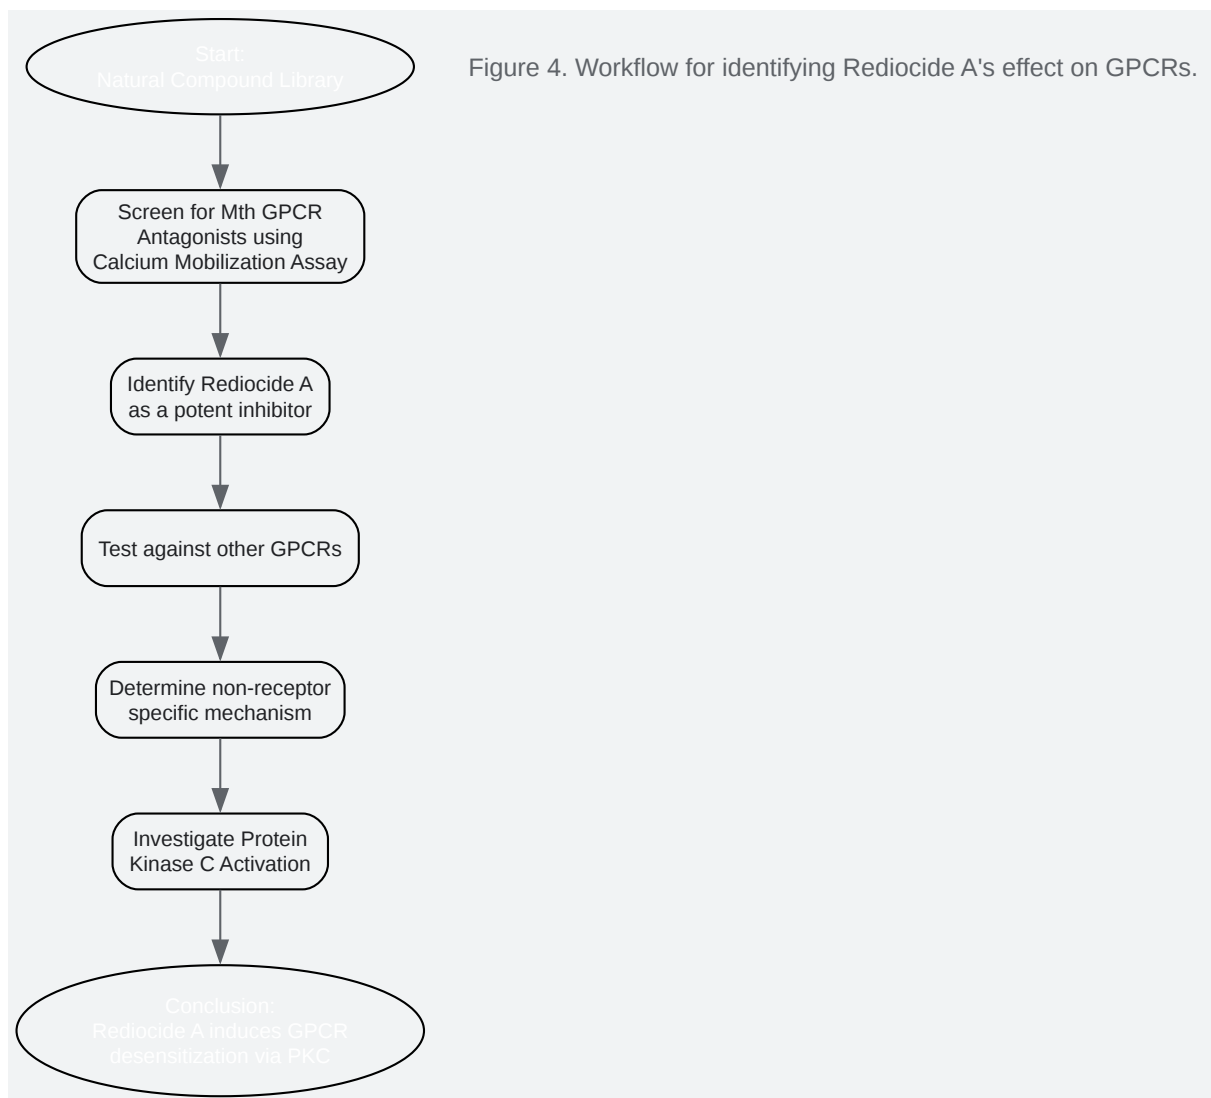 Start:
Natural Compound Library
Figure 4. Workflow for identifying Rediocide A's effect on GPCRs.
Screen for Mth GPCR
Antagonists using
Calcium Mobilization Assay
Identify Rediocide A
as a potent inhibitor
Test against other GPCRs
Determine non-receptor
specific mechanism
Investigate Protein
Kinase C Activation
Conclusion:
Rediocide A induces GPCR
desensitization via PKC